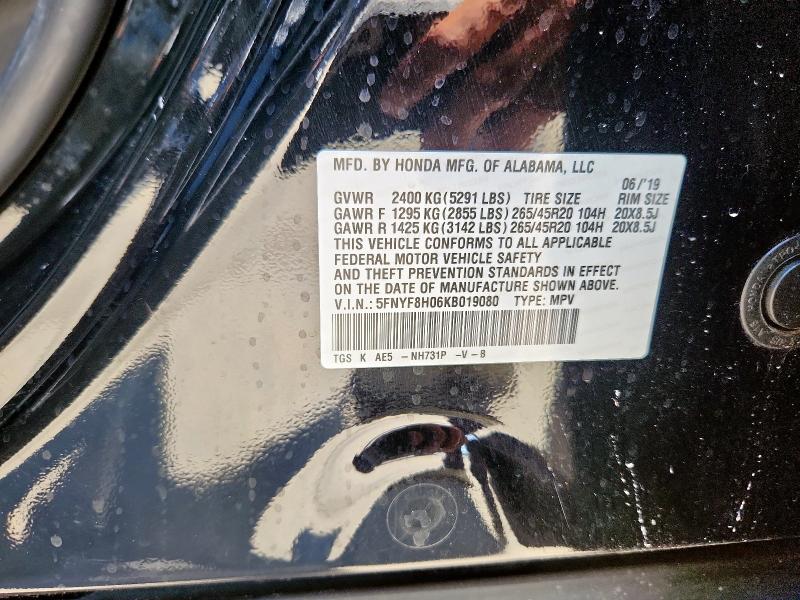 MFD. BY HONDA MFG. OF ALABAMA, LLC
06/'19
GVWR 2400 KG (5291 LBS) TIRE SIZE RIM SIZE
GAWR F 1295 KG (2855 LBS) 265/45R20 104H 20X8.5J
GAWR R 1425 KG (3142 LBS) 265/45R20 104H 20X8.5J
THIS VEHICLE CONFORMS TO ALL APPLICABLE
FEDERAL MOTOR VEHICLE SAFETY
AND THEFT PREVENTION STANDARDS IN EFFECT
ON THE DATE OF MANUFACTURE SHOWN ABOVE.
V.I.N.: 5FNYF8H06KB019080 TYPE: MPV
TGS K AE5 -NH731P -V-B